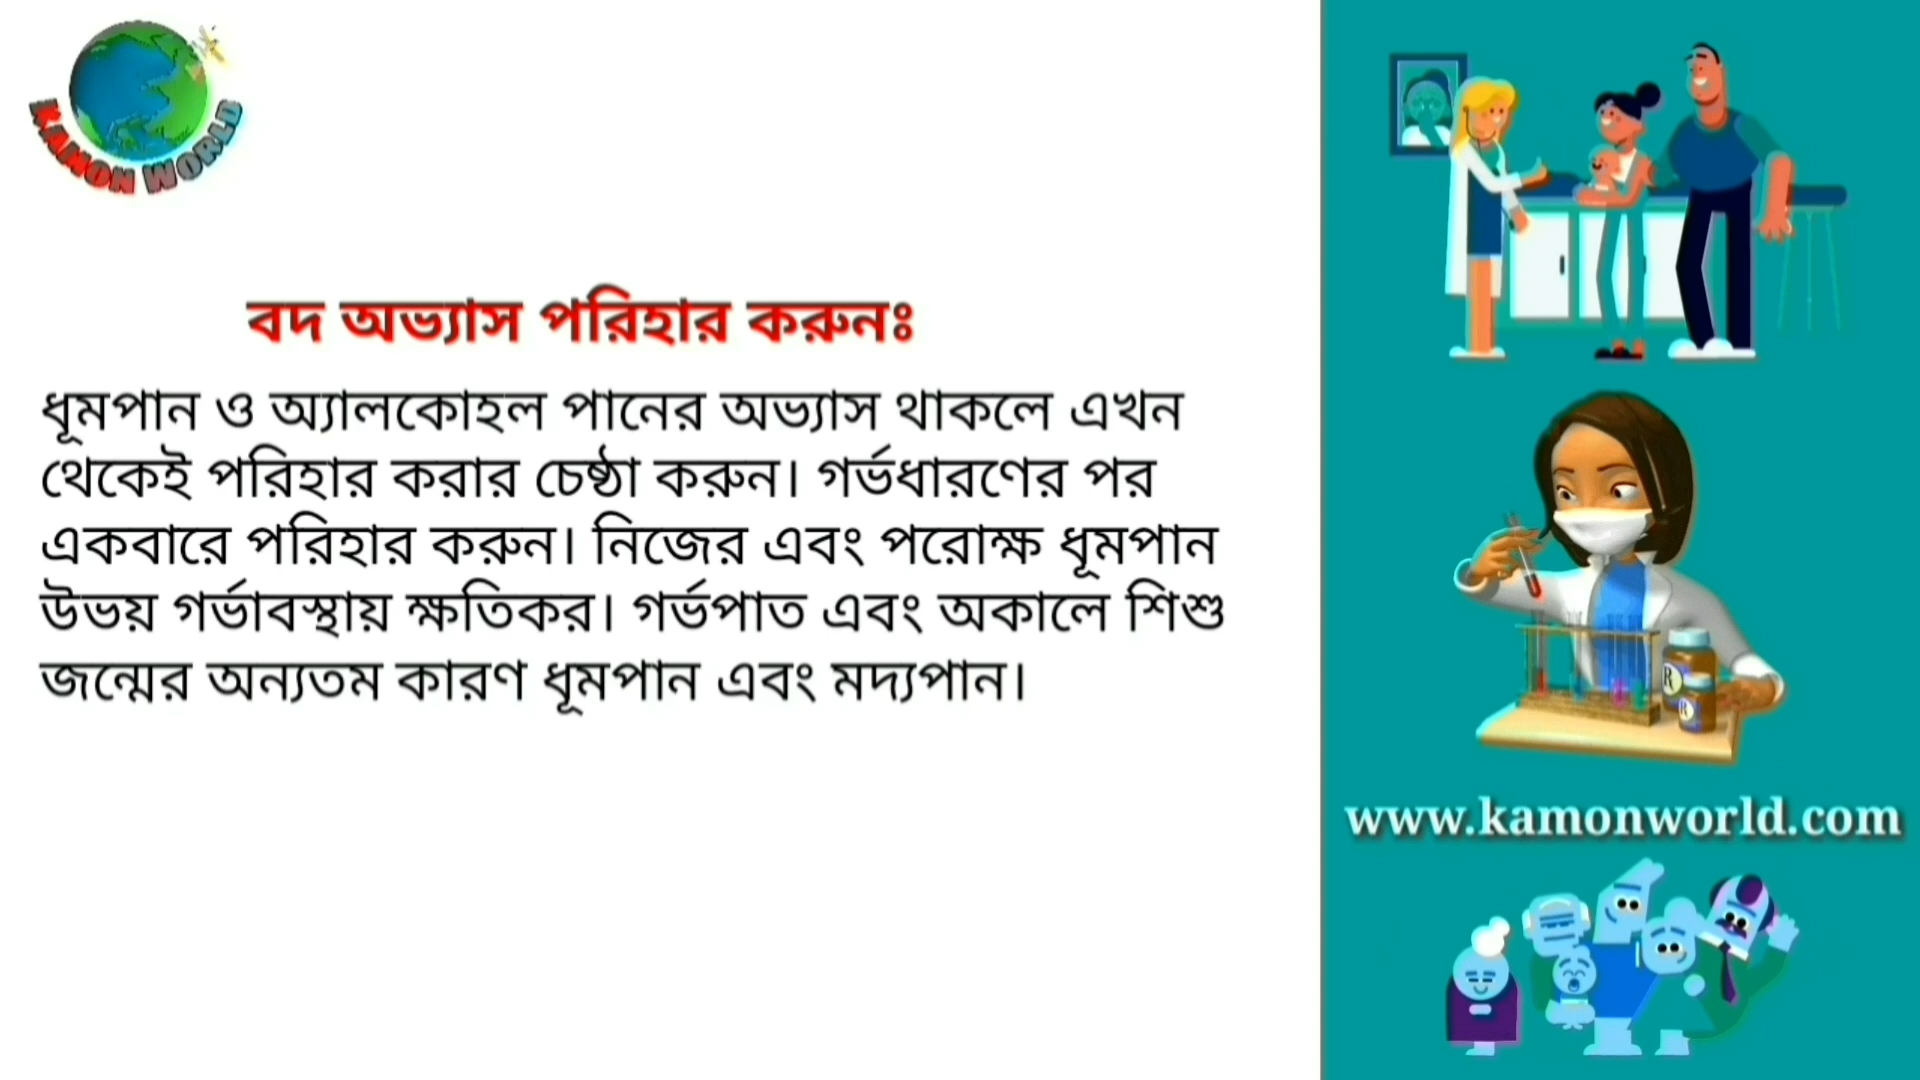 KAMON WORLD
বদ অভ্যাস পরিহার করুনঃ
ধূমপান ও অ্যালকোহল পানের অভ্যাস থাকলে এখন
থেকেই পরিহার করার চেষ্ঠা করুন। গর্ভধারণের পর
একবারে পরিহার করুন। নিজের এবং পরোক্ষ ধূমপান
উভয় গর্ভাবস্থায় ক্ষতিকর। গর্ভপাত এবং অকালে শিশু
জন্মের অন্যতম কারণ ধূমপান এবং মদ্যপান।
R
R
www.kamonworld.com